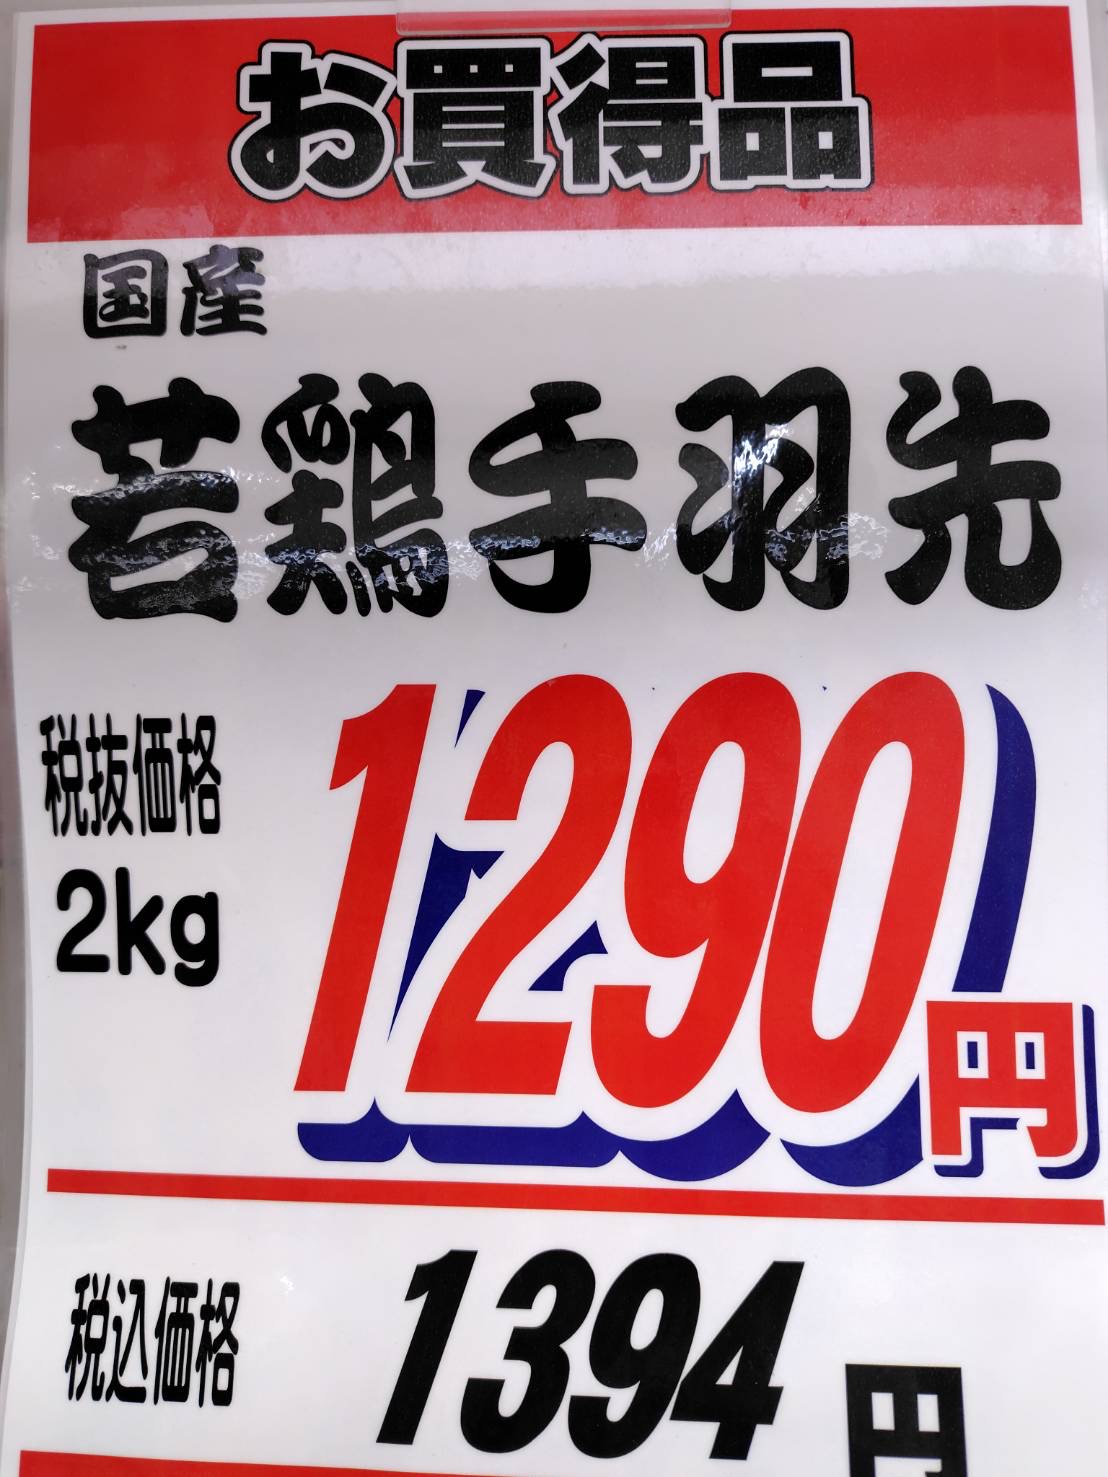 お買得品
国産
若鶏手羽先
税抜価格
2kg
1290円
税込価格
1394円